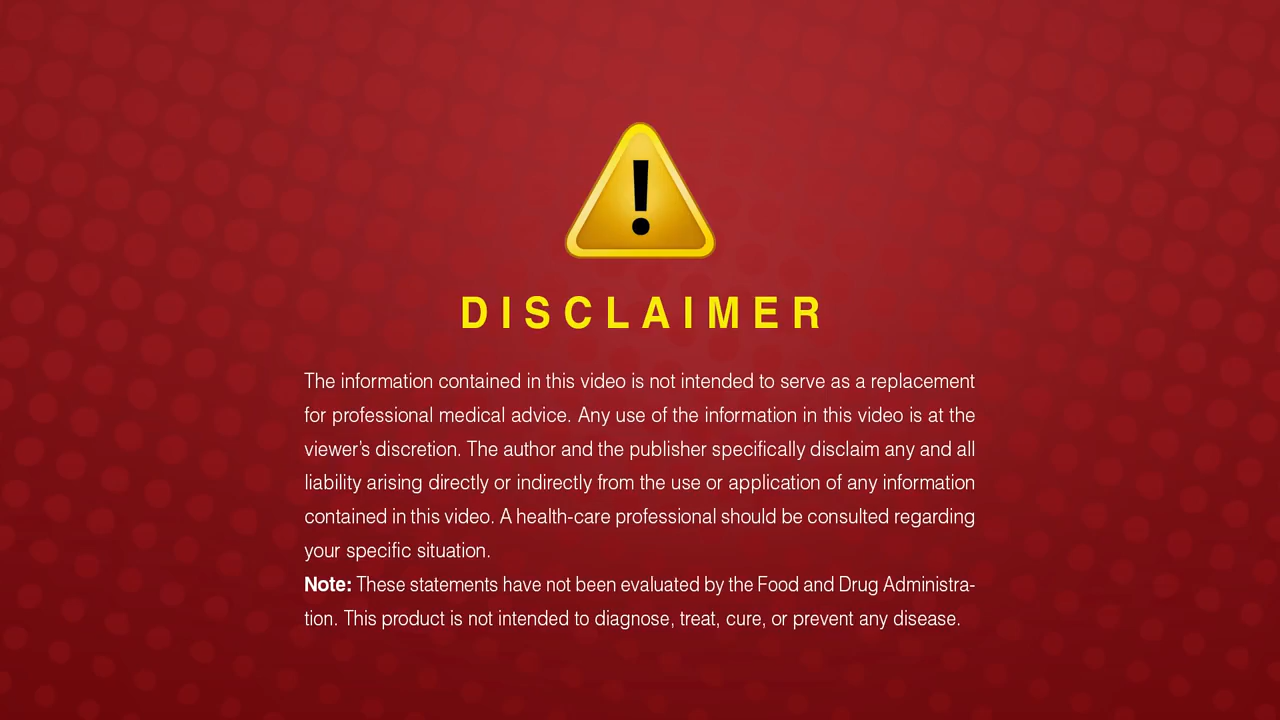 !
DISCLAIMER
The information contained in this video is not intended to serve as a replacement
for professional medical advice. Any use of the information in this video is at the
viewer's discretion. The author and the publisher specifically disclaim any and all
liability arising directly or indirectly from the use or application of any information
contained in this video. A health-care professional should be consulted regarding
your specific situation.
Note: These statements have not been evaluated by the Food and Drug Administra-
tion. This product is not intended to diagnose, treat, cure, or prevent any disease.